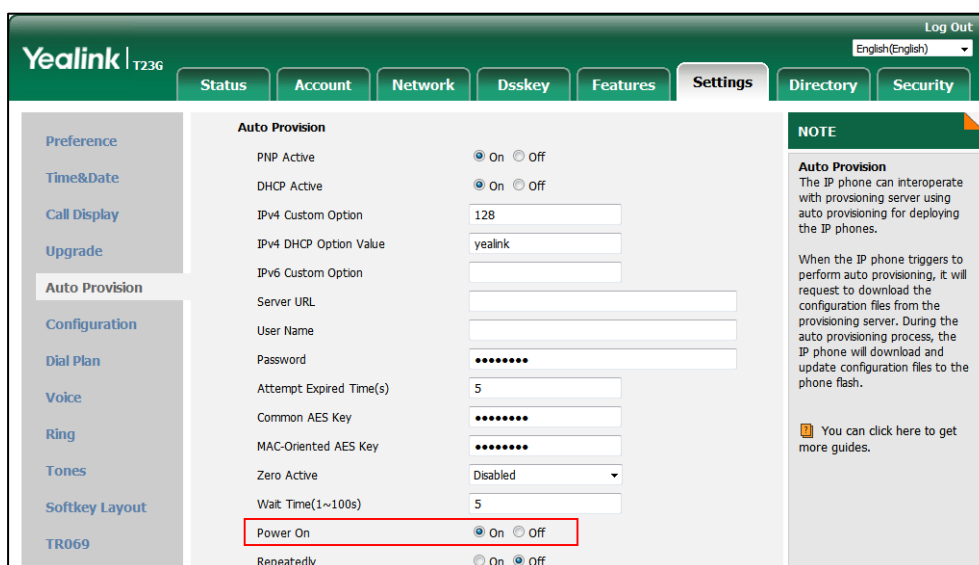 Log Out
Yealink T23G
English(English)
Status Account Network Dsskey Features Settings Directory Security
Preference
Time&Date
Call Display
Upgrade
Auto Provision
Configuration
Dial Plan
Voice
Ring
Tones
Softkey Layout
TR069
Auto Provision
PNP Active On Off
DHCP Active On Off
IPv4 Custom Option 128
IPv4 DHCP Option Value yealink
IPv6 Custom Option
Server URL
User Name
Password ••••••••
Attempt Expired Time(s) 5
Common AES Key ••••••••
MAC-Oriented AES Key ••••••••
Zero Active Disabled
Wait Time(1~100s) 5
Power On On Off
Repeatedly On Off
NOTE
Auto Provision
The IP phone can interoperate
with provsioning server using
auto provisioning for deploying
the IP phones.
When the IP phone triggers to
perform auto provisioning, it will
request to download the
configuration files from the
provisioning server. During the
auto provisioning process, the
IP phone will download and
update configuration files to the
phone flash.
? You can click here to get
more guides.